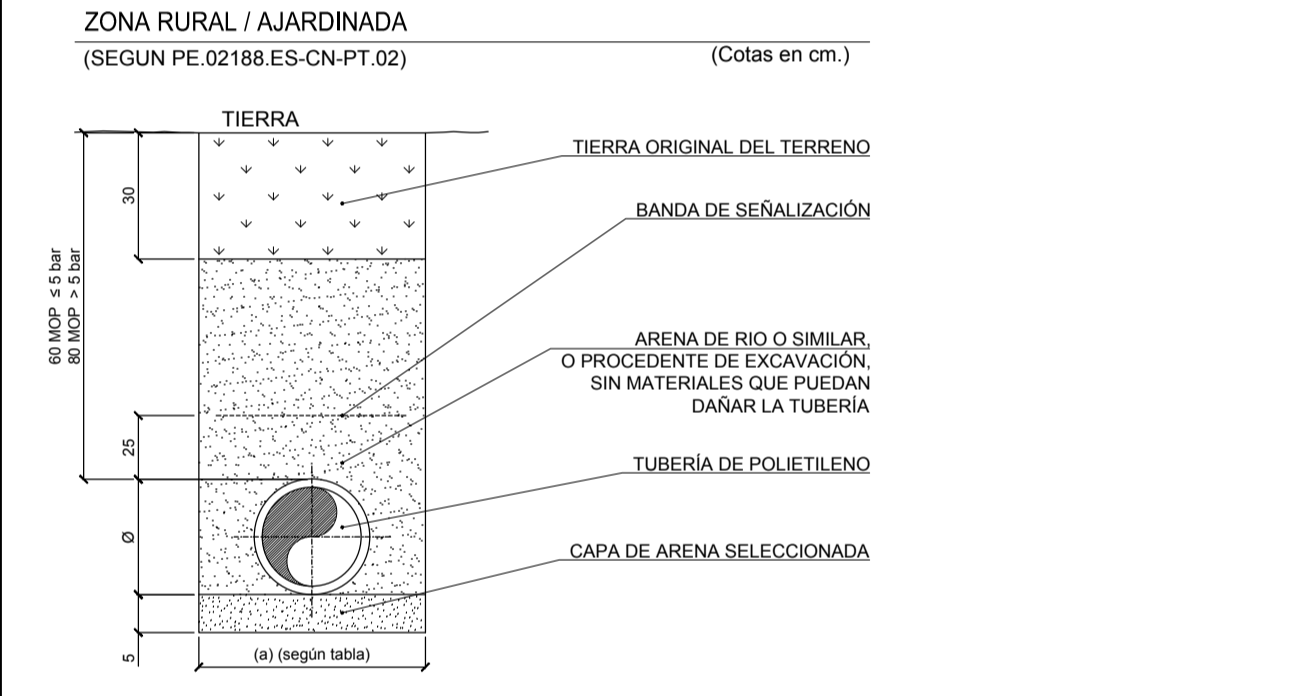 ZONA RURAL / AJARDINADA
(SEGUN PE.02188.ES-CN-PT.02)
(Cotas en cm.)
TIERRA
TIERRA ORIGINAL DEL TERRENO
30
BANDA DE SEÑALIZACIÓN
60 MOP ≤ 5 bar
80 MOP > 5 bar
ARENA DE RIO O SIMILAR,
O PROCEDENTE DE EXCAVACIÓN,
SIN MATERIALES QUE PUEDAN
DAÑAR LA TUBERÍA
25
TUBERÍA DE POLIETILENO
Ø
CAPA DE ARENA SELECCIONADA
5
(a) (según tabla)